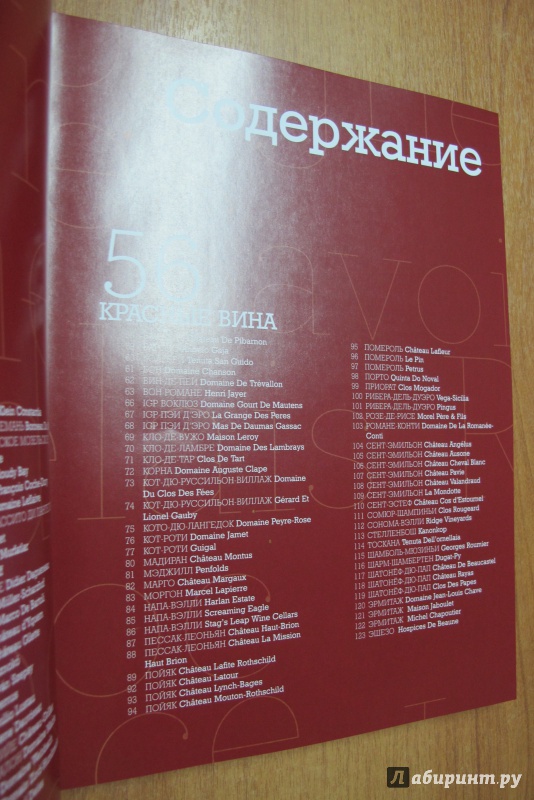 Содержание
56
КРАСНЫЕ ВИНА
De Pibarnon
Gaja
San Guido
61 Domaine Chanson
62 Domaine De Trévallon
63 ВОН-РОМАНЕ Henri Jayer
66 IGP ВОКЛЮЗ Domaine Gourt De Mautens
67 IGP ПЭИ Д'ЭРО La Grange Des Peres
68 IGP ПЭИ Д'ЭРО Mas De Daumas Gassac
69 КЛО-ДЕ-ВУЖО Maison Leroy
70 КЛО-ДЕ-ЛАМБРЕ Domaine Des Lambrays
71 КЛО-ДЕ-ТАР Clos De Tart
72 КОРНА Domaine Auguste Clape
73 КОТ-ДЮ-РУССИЛЬОН-ВИЛЛАЖ Domaine
Du Clos Des Fées
74 КОТ-ДЮ-РУССИЛЬОН-ВИЛЛАЖ Gérard Et
Lionel Gauby
75 КОТО-ДЮ-ЛАНГЕДОК Domaine Peyre-Rose
76 КОТ-РОТИ Domaine Jamet
77 КОТ-РОТИ Guigal
80 МАДИРАН Château Montus
81 МЭДЖИЛЛ Penfolds
82 МАРГО Château Margaux
83 МОРГОН Marcel Lapierre
84 НАПА-ВЭЛЛИ Harlan Estate
85 НАПА-ВЭЛЛИ Screaming Eagle
86 НАПА-ВЭЛЛИ Stag's Leap Wine Cellars
87 ПЕССАК-ЛЕОНЬЯН Château Haut-Brion
88 ПЕССАК-ЛЕОНЬЯН Château La Mission
Haut Brion
89 ПОЙЯК Château Lafite Rothschild
92 ПОЙЯК Château Latour
93 ПОЙЯК Château Lynch-Bages
94 ПОЙЯК Château Mouton-Rothschild
95 ПОМЕРОЛЬ Château Lafleur
96 ПОМЕРОЛЬ Le Pin
97 ПОМЕРОЛЬ Petrus
98 ПОРТО Quinta Do Noval
99 ПРИОРАТ Clos Mogador
100 РИБЕРА-ДЕЛЬ-ДУЭРО Vega-Sicilia
101 РИБЕРА-ДЕЛЬ-ДУЭРО Pingus
102 РОЗЕ-ДЕ-РИСЕ Morel Père & Fils
103 РОМАНЕ-КОНТИ Domaine De La Romanée-
Conti
104 СЕНТ-ЭМИЛЬОН Château Angélus
105 СЕНТ-ЭМИЛЬОН Château Ausone
106 СЕНТ-ЭМИЛЬОН Château Cheval Blanc
107 СЕНТ-ЭМИЛЬОН Château Pavie
108 СЕНТ-ЭМИЛЬОН Château Valandraud
109 СЕНТ-ЭМИЛЬОН La Mondotte
110 СЕНТ-ЭСТЕФ Château Cos d'Estournel
111 СОМЮР-ШАМПИНЬИ Clos Rougeard
112 СОНОМА-ВЭЛЛИ Ridge Vineyards
113 СТЕЛЛЕНБОШ Kanonkop
114 ТОСКАНА Tenuta Dell'ornellaia
115 ШАМБОЛЬ-МЮЗИНЬИ Georges Roumier
116 ШАРМ-ШАМБЕРТЕН Dugat-Py
117 ШАТОНЁФ-ДЮ-ПАП Château De Beaucastel
118 ШАТОНЁФ-ДЮ-ПАП Château Rayas
119 ШАТОНЁФ-ДЮ-ПАП Clos Des Papes
120 ЭРМИТАЖ Domaine Jean-Louis Chave
121 ЭРМИТАЖ Maison Jaboulet
122 ЭРМИТАЖ Michel Chapoutier
123 ЭШЕЗО Hospices De Beaune
Лабиринт.ру